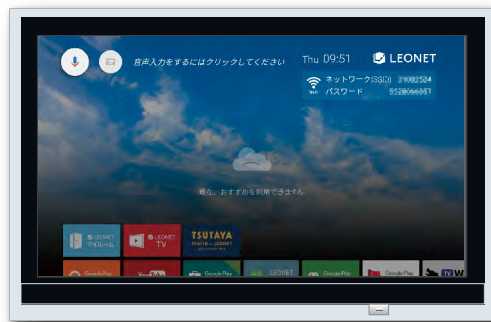 音声入力をするにはクリックしてください
Thu 09:51
LEONET
ネットワーク(SSID)
パスワード
現在、おすすめを利用できません
LEONET
マイルーム
LEONET
TV
TSUTAYA
Google Play
YouTube
Google Play
LEONET
Google Play
Google Play
TV W